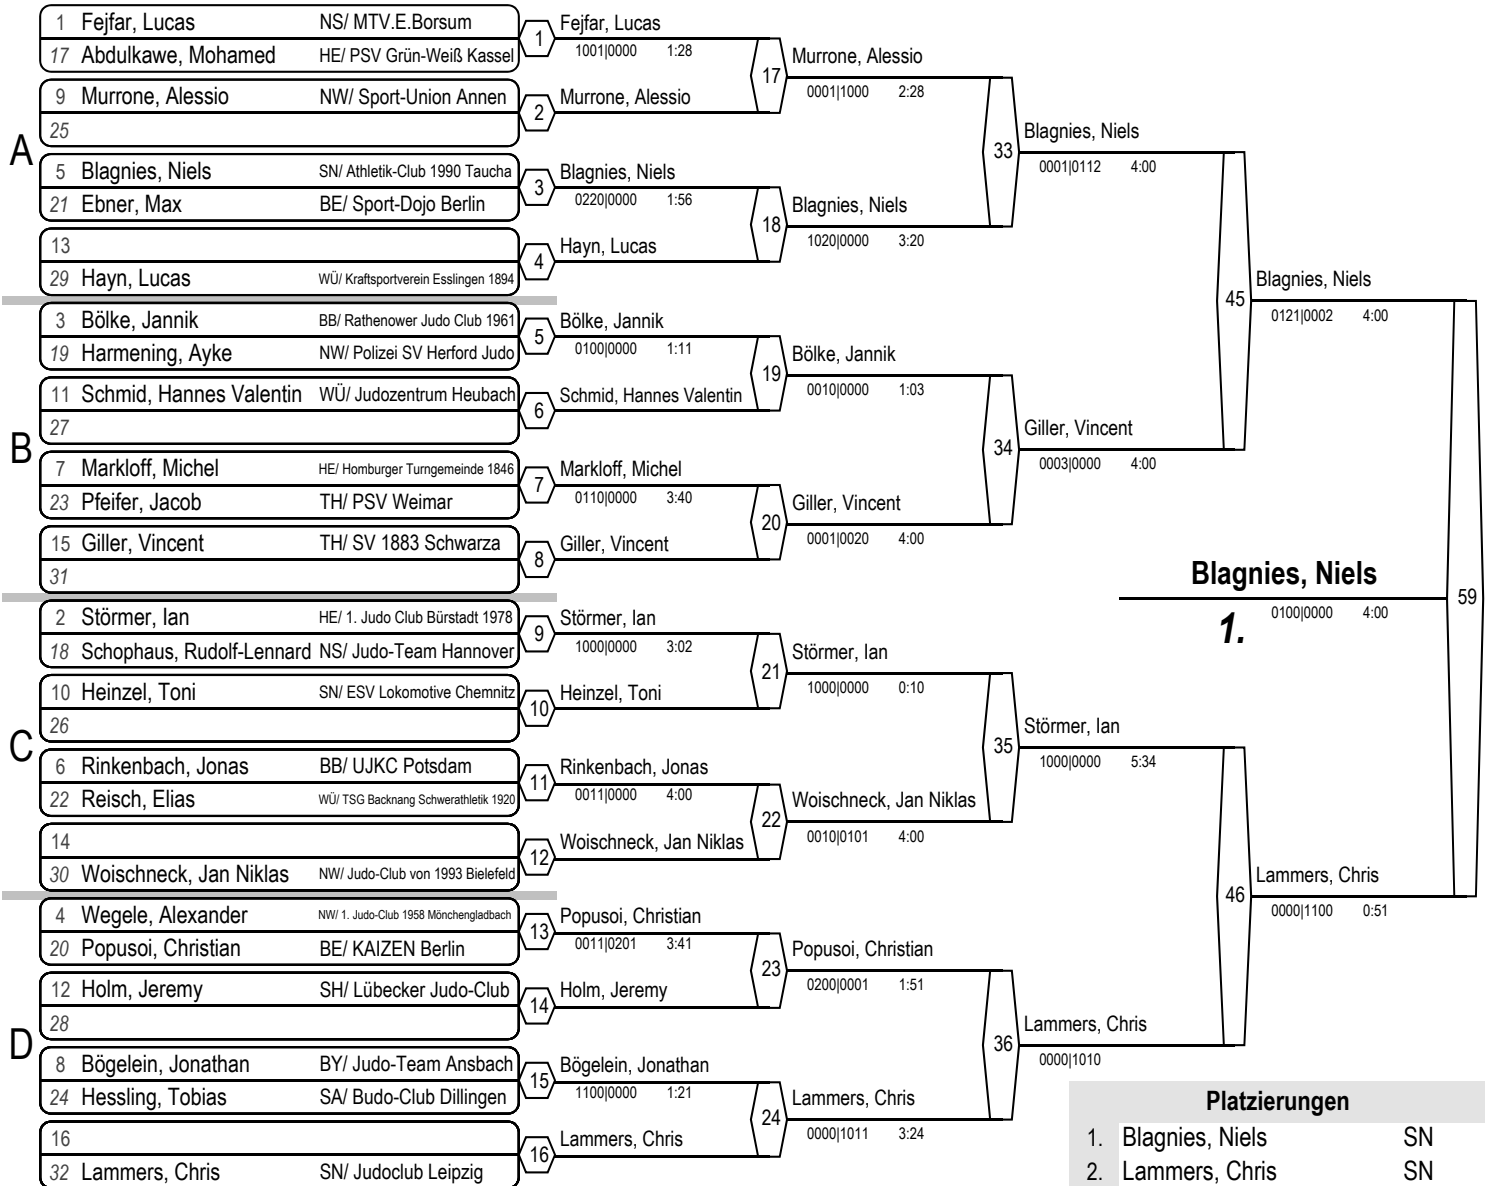 1 Fejfar, Lucas NS/ MTV.E.Borsum
17 Abdulkawe, Mohamed HE/ PSV Grün-Weiß Kassel
9 Murrone, Alessio NW/ Sport-Union Annen
25
A
5 Blagnies, Niels SN/ Athletik-Club 1990 Taucha
21 Ebner, Max BE/ Sport-Dojo Berlin
13
29 Hayn, Lucas WÜ/ Kraftsportverein Esslingen 1894
3 Bölke, Jannik BB/ Rathenower Judo Club 1961
19 Harmening, Ayke NW/ Polizei SV Herford Judo
11 Schmid, Hannes Valentin WÜ/ Judozentrum Heubach
27
B
7 Markloff, Michel HE/ Homburger Turngemeinde 1846
23 Pfeifer, Jacob TH/ PSV Weimar
15 Giller, Vincent TH/ SV 1883 Schwarza
31
2 Störmer, Ian HE/ 1. Judo Club Bürstadt 1978
18 Schophaus, Rudolf-Lennard NS/ Judo-Team Hannover
10 Heinzel, Toni SN/ ESV Lokomotive Chemnitz
26
C
6 Rinkenbach, Jonas BB/ UJKC Potsdam
22 Reisch, Elias WÜ/ TSG Backnang Schwerathletik 1920
14
30 Woischneck, Jan Niklas NW/ Judo-Club von 1993 Bielefeld
4 Wegele, Alexander NW/ 1. Judo-Club 1958 Mönchengladbach
20 Popusoi, Christian BE/ KAIZEN Berlin
12 Holm, Jeremy SH/ Lübecker Judo-Club
28
D
8 Bögelein, Jonathan BY/ Judo-Team Ansbach
24 Hessling, Tobias SA/ Budo-Club Dillingen
16
32 Lammers, Chris SN/ Judoclub Leipzig
1 Fejfar, Lucas
1001|0000 1:28
2 Murrone, Alessio
3 Blagnies, Niels
0220|0000 1:56
4 Hayn, Lucas
5 Bölke, Jannik
0100|0000 1:11
6 Schmid, Hannes Valentin
7 Markloff, Michel
0110|0000 3:40
8 Giller, Vincent
9 Störmer, Ian
1000|0000 3:02
10 Heinzel, Toni
11 Rinkenbach, Jonas
0011|0000 4:00
12 Woischneck, Jan Niklas
13 Popusoi, Christian
0011|0201 3:41
14 Holm, Jeremy
15 Bögelein, Jonathan
1100|0000 1:21
16 Lammers, Chris
17 Murrone, Alessio
0001|1000 2:28
18 Blagnies, Niels
1020|0000 3:20
19 Bölke, Jannik
0010|0000 1:03
20 Giller, Vincent
0001|0020 4:00
21 Störmer, Ian
1000|0000 0:10
22 Woischneck, Jan Niklas
0010|0101 4:00
23 Popusoi, Christian
0200|0001 1:51
24 Lammers, Chris
0000|1011 3:24
33 Blagnies, Niels
0001|0112 4:00
34 Giller, Vincent
0003|0000 4:00
35 Störmer, Ian
1000|0000 5:34
36 Lammers, Chris
0000|1010
45 Blagnies, Niels
0121|0002 4:00
46 Lammers, Chris
0000|1100 0:51
59
Blagnies, Niels
1. 0100|0000 4:00
Platzierungen
1. Blagnies, Niels SN
2. Lammers, Chris SN